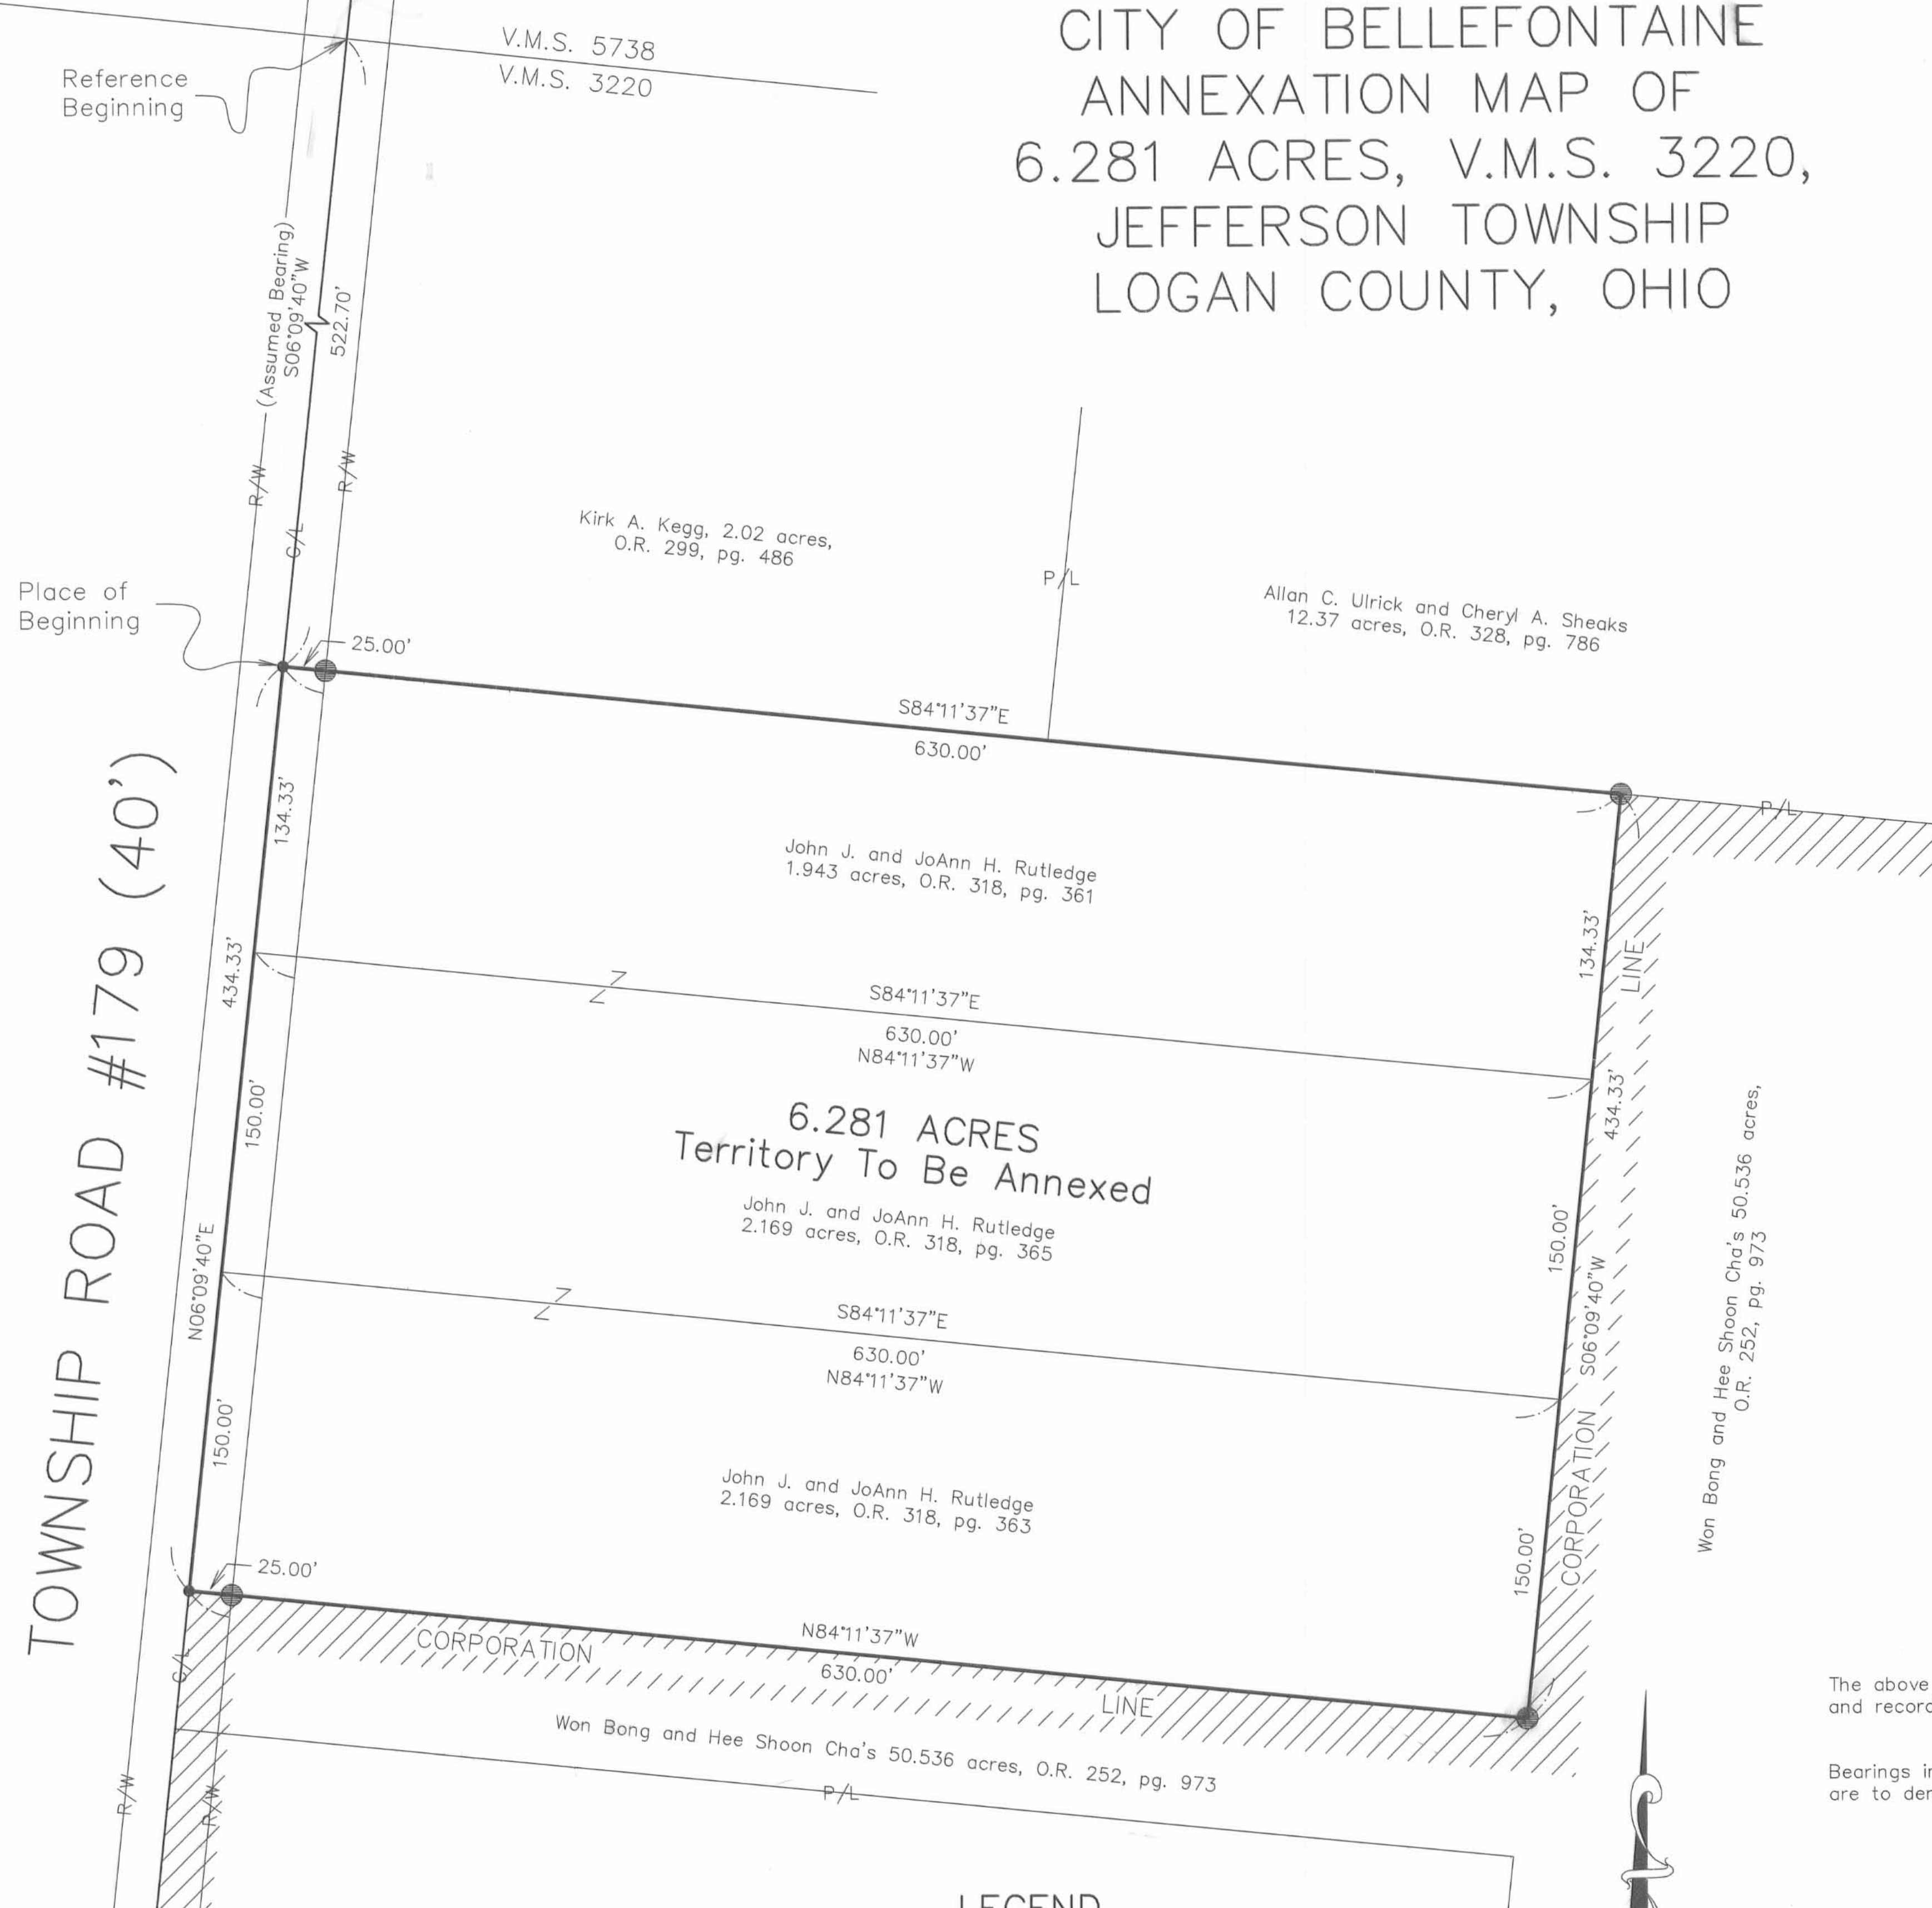 CITY OF BELLEFONTAINE
ANNEXATION MAP OF
6.281 ACRES, V.M.S. 3220,
JEFFERSON TOWNSHIP
LOGAN COUNTY, OHIO
V.M.S. 5738
V.M.S. 3220
Reference
Beginning
(Assumed Bearing)
S06°09'40"W
522.70'
R/W
R/W
C/L
Kirk A. Kegg, 2.02 acres,
O.R. 299, pg. 486
P/L
Allan C. Ulrick and Cheryl A. Sheaks
12.37 acres, O.R. 328, pg. 786
Place of
Beginning
25.00'
S84°11'37"E
630.00'
P/L
134.33'
John J. and JoAnn H. Rutledge
1.943 acres, O.R. 318, pg. 361
134.33'
LINE
434.33'
S84°11'37"E
630.00'
N84°11'37"W
434.33'
TOWNSHIP ROAD #179 (40')
150.00'
6.281 ACRES
Territory To Be Annexed
John J. and JoAnn H. Rutledge
2.169 acres, O.R. 318, pg. 365
150.00'
N06°09'40"E
S06°09'40"W
Won Bong and Hee Shoon Cha's 50.536 acres,
O.R. 252, pg. 973
S84°11'37"E
630.00'
N84°11'37"W
150.00'
John J. and JoAnn H. Rutledge
2.169 acres, O.R. 318, pg. 363
150.00'
CORPORATION
25.00'
N84°11'37"W
630.00'
CORPORATION
LINE
C/L
Won Bong and Hee Shoon Cha's 50.536 acres, O.R. 252, pg. 973
P/L
R/W
R/W
The above
and record
Bearings in
are to den
LEGEND